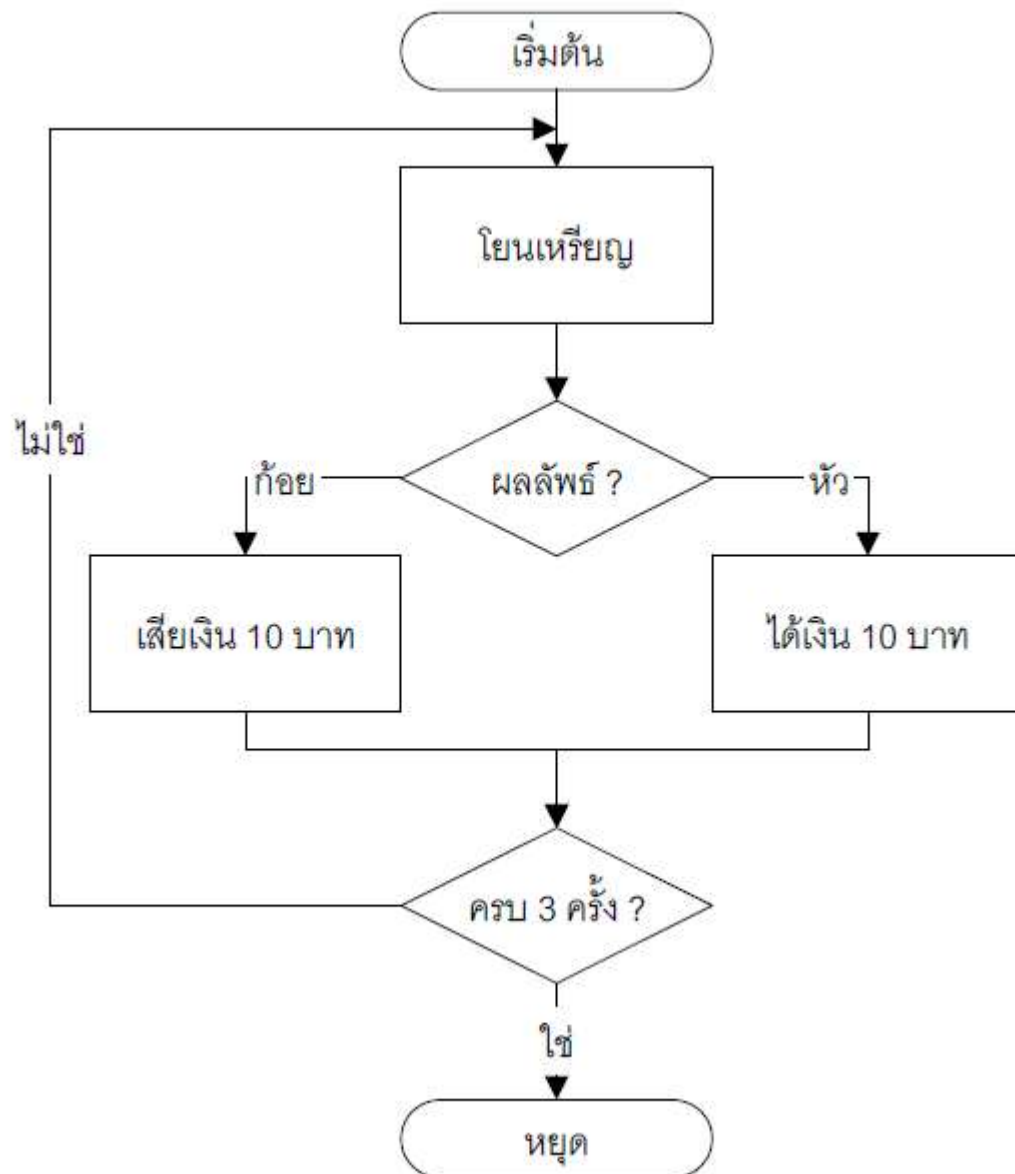 เริ่มต้น
โยนเหรียญ
ไม่ใช่
ก้อย
ผลลัพธ์ ?
หัว
เสียเงิน 10 บาท
ได้เงิน 10 บาท
ครบ 3 ครั้ง ?
ใช่
หยุด